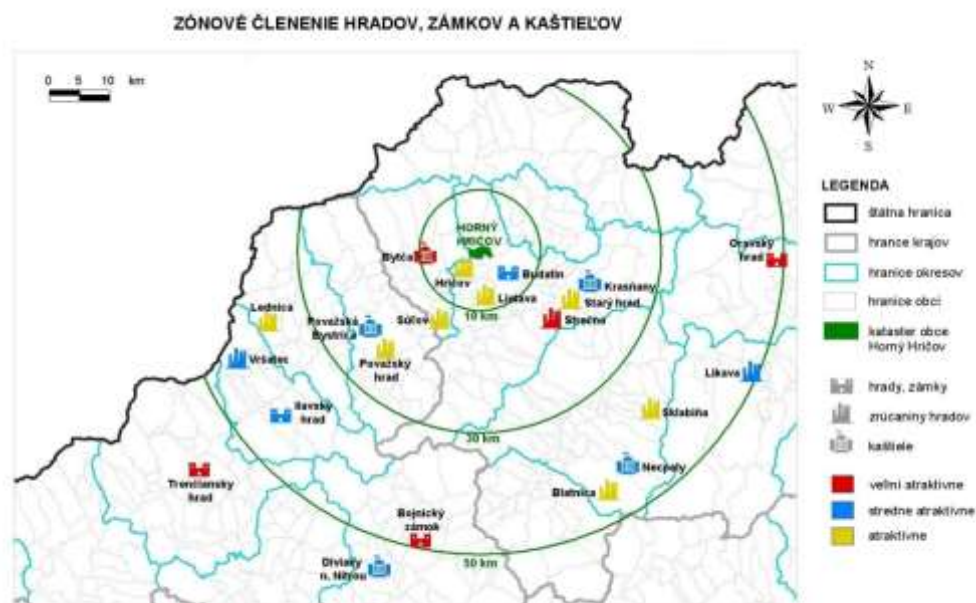 ZÓNOVÉ ČLENENIE HRADOV, ZÁMKOV A KAŠTIEĽOV
0 5 10 km
N
W E
S
HORNÝ
HRIČOV
Bytča
Hričov
Budatín
Lietava
10 km
Krasňany
Starý hrad
Strečno
Oravský
hrad
Lednica
Považská
Bystrica
Súľov
Považský
hrad
Vršatec
Ilavský
hrad
Likava
Sklabiňa
30 km
Necpaly
Blatnica
Trenčiansky
hrad
Bojnický
zámok
50 km
Diviaky
n. Nitrou
LEGENDA
štátna hranica
hranice krajov
hranice okresov
hranice obcí
kataster obce
Horný Hričov
hrady, zámky
zrúcaniny hradov
kaštiele
veľmi atraktívne
stredne atraktívne
atraktívne